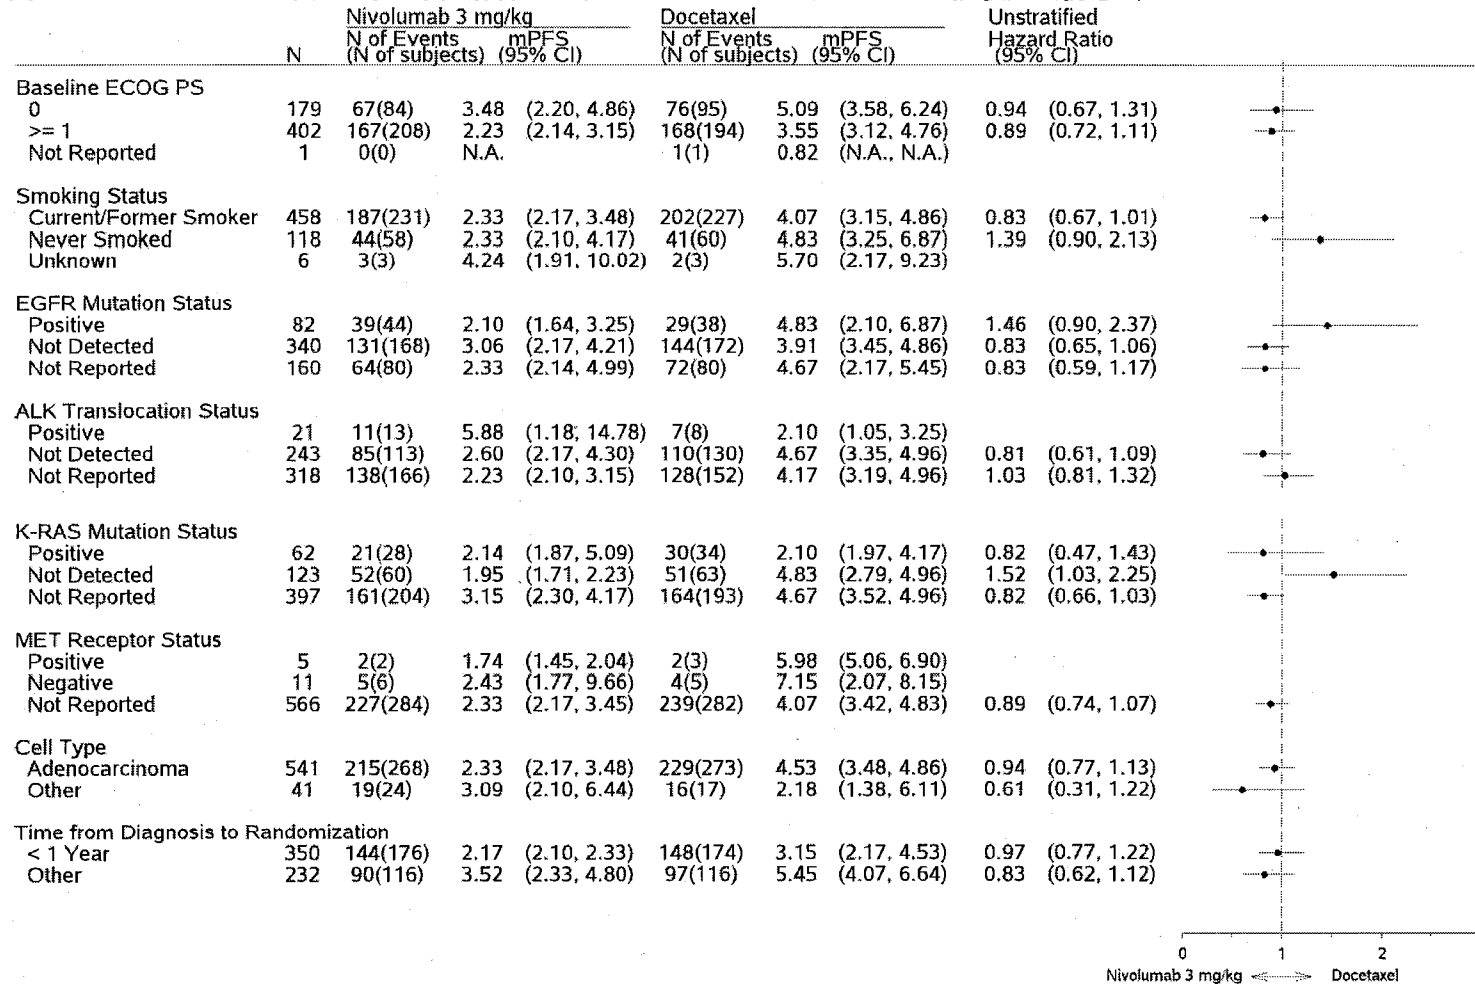 Nivolumab 3 mg/kg Docetaxel Unstratified
N of Events mPFS N of Events mPFS Hazard Ratio
N (N of subjects) (95% CI) (N of subjects) (95% CI) (95% CI)
Baseline ECOG PS
0 179 67(84) 3.48 (2.20, 4.86) 76(95) 5.09 (3.58, 6.24) 0.94 (0.67, 1.31)
>= 1 402 167(208) 2.23 (2.14, 3.15) 168(194) 3.55 (3.12, 4.76) 0.89 (0.72, 1.11)
Not Reported 1 0(0) N.A. 1(1) 0.82 (N.A., N.A.)
Smoking Status
Current/Former Smoker 458 187(231) 2.33 (2.17, 3.48) 202(227) 4.07 (3.15, 4.86) 0.83 (0.67, 1.01)
Never Smoked 118 44(58) 2.33 (2.10, 4.17) 41(60) 4.83 (3.25, 6.87) 1.39 (0.90, 2.13)
Unknown 6 3(3) 4.24 (1.91, 10.02) 2(3) 5.70 (2.17, 9.23)
EGFR Mutation Status
Positive 82 39(44) 2.10 (1.64, 3.25) 29(38) 4.83 (2.10, 6.87) 1.46 (0.90, 2.37)
Not Detected 340 131(168) 3.06 (2.17, 4.21) 144(172) 3.91 (3.45, 4.86) 0.83 (0.65, 1.06)
Not Reported 160 64(80) 2.33 (2.14, 4.99) 72(80) 4.67 (2.17, 5.45) 0.83 (0.59, 1.17)
ALK Translocation Status
Positive 21 11(13) 5.88 (1.18, 14.78) 7(8) 2.10 (1.05, 3.25)
Not Detected 243 85(113) 2.60 (2.17, 4.30) 110(130) 4.67 (3.35, 4.96) 0.81 (0.61, 1.09)
Not Reported 318 138(166) 2.23 (2.10, 3.15) 128(152) 4.17 (3.19, 4.96) 1.03 (0.81, 1.32)
K-RAS Mutation Status
Positive 62 21(28) 2.14 (1.87, 5.09) 30(34) 2.10 (1.97, 4.17) 0.82 (0.47, 1.43)
Not Detected 123 52(60) 1.95 (1.71, 2.23) 51(63) 4.83 (2.79, 4.96) 1.52 (1.03, 2.25)
Not Reported 397 161(204) 3.15 (2.30, 4.17) 164(193) 4.67 (3.52, 4.96) 0.82 (0.66, 1.03)
MET Receptor Status
Positive 5 2(2) 1.74 (1.45, 2.04) 2(3) 5.98 (5.06, 6.90)
Negative 11 5(6) 2.43 (1.77, 9.66) 4(5) 7.15 (2.07, 8.15)
Not Reported 566 227(284) 2.33 (2.17, 3.45) 239(282) 4.07 (3.42, 4.83) 0.89 (0.74, 1.07)
Cell Type
Adenocarcinoma 541 215(268) 2.33 (2.17, 3.48) 229(273) 4.53 (3.48, 4.86) 0.94 (0.77, 1.13)
Other 41 19(24) 3.09 (2.10, 6.44) 16(17) 2.18 (1.38, 6.11) 0.61 (0.31, 1.22)
Time from Diagnosis to Randomization
< 1 Year 350 144(176) 2.17 (2.10, 2.33) 148(174) 3.15 (2.17, 4.53) 0.97 (0.77, 1.22)
Other 232 90(116) 3.52 (2.33, 4.80) 97(116) 5.45 (4.07, 6.64) 0.83 (0.62, 1.12)
0 1 2
Nivolumab 3 mg/kg Docetaxel